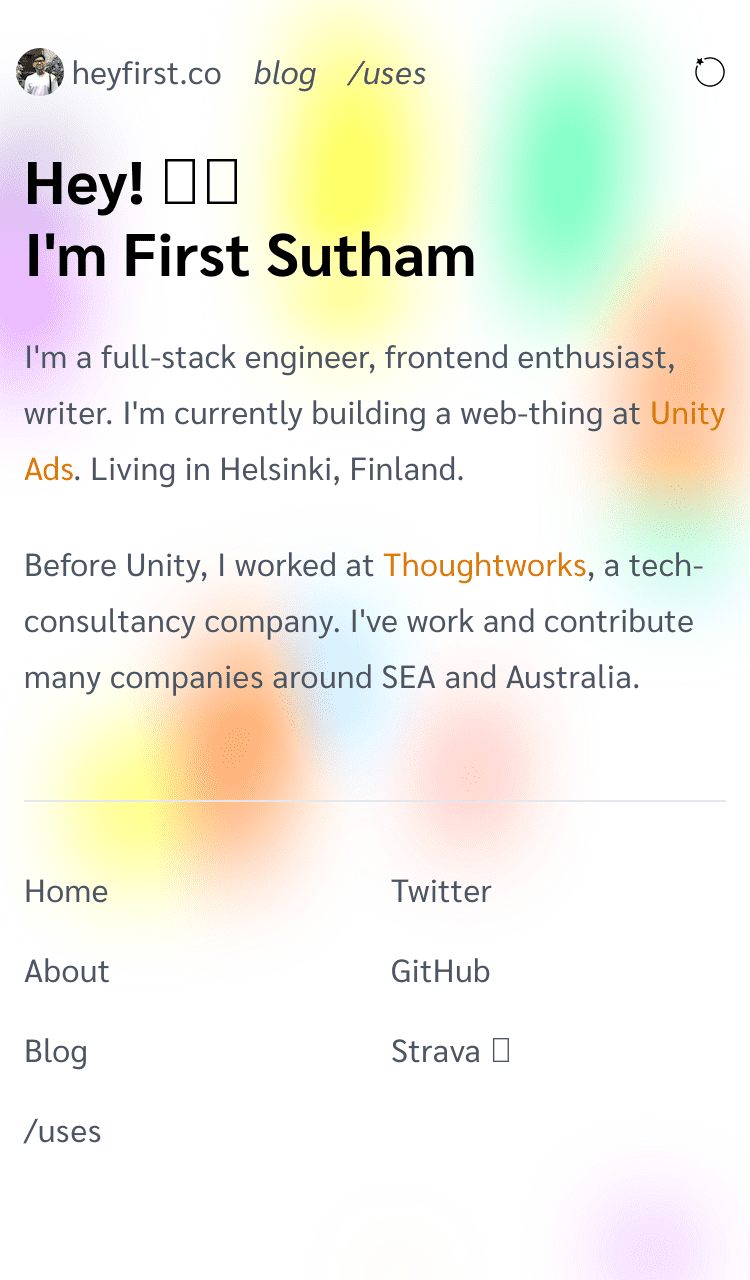 heyfirst.co blog /uses
Hey! 
I'm First Sutham
I'm a full-stack engineer, frontend enthusiast,
writer. I'm currently building a web-thing at Unity
Ads. Living in Helsinki, Finland.
Before Unity, I worked at Thoughtworks, a tech-
consultancy company. I've work and contribute
many companies around SEA and Australia.
Home
About
Blog
/uses
Twitter
GitHub
Strava